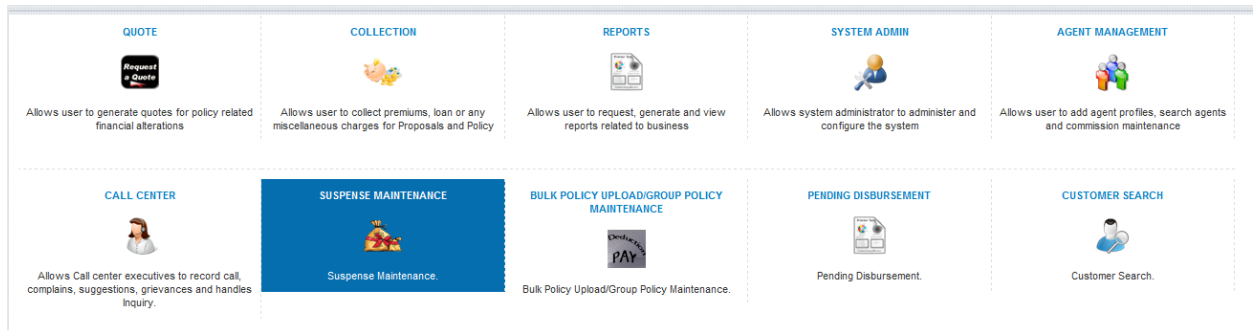 QUOTE
Request
a Quote
Allows user to generate quotes for policy related
financial alterations
COLLECTION
Allows user to collect premiums, loan or any
miscellaneous charges for Proposals and Policy
REPORTS
Allows user to request, generate and view
reports related to business
SYSTEM ADMIN
Allows system administrator to administer and
configure the system
AGENT MANAGEMENT
Allows user to add agent profiles, search agents
and commission maintenance
CALL CENTER
Allows Call center executives to record call,
complains, suggestions, grievances and handles
Inquiry.
SUSPENSE MAINTENANCE
Suspense Maintenance.
BULK POLICY UPLOAD/GROUP POLICY
MAINTENANCE
Deduction
PAY
Bulk Policy Upload/Group Policy Maintenance.
PENDING DISBURSEMENT
Pending Disbursement.
CUSTOMER SEARCH
Customer Search.